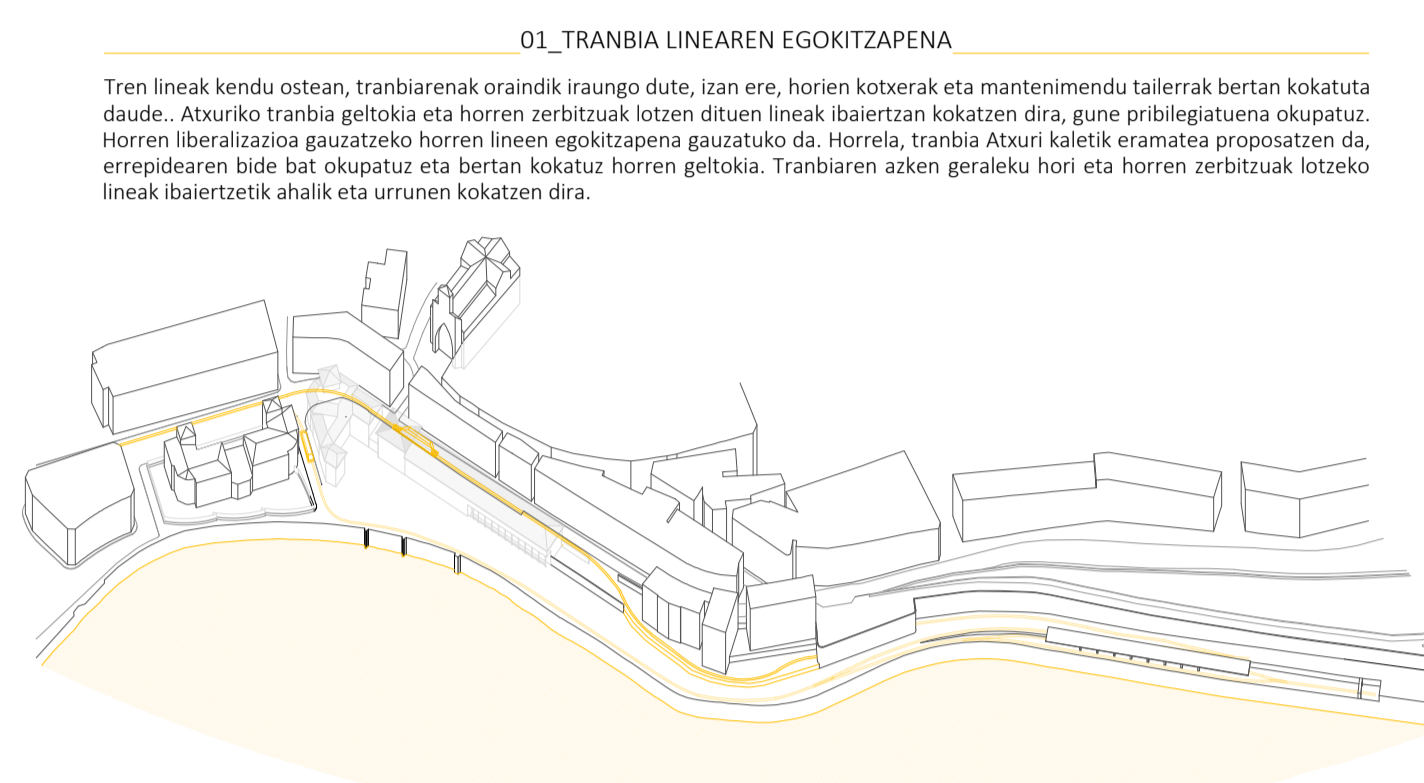 01_TRANBIA LINEAREN EGOKITZAPENA
Tren lineak kendu ostean, tranbiarenak oraindik iraungo dute, izan ere, horien kotxerak eta mantenimendu tailerrak bertan kokatuta
daude.. Atxuriko tranbia geltokia eta horren zerbitzuak lotzen dituen lineak ibaiertzan kokatzen dira, gune pribilegiatuena okupatuz.
Horren liberalizazioa gauzatzeko horren lineen egokitzapena gauzatuko da. Horrela, tranbia Atxuri kaletik eramatea proposatzen da,
errepidearen bide bat okupatuz eta bertan kokatuz horren geltokia. Tranbiaren azken geraleku hori eta horren zerbitzuak lotzeko
lineak ibaiertzetik ahalik eta urrunen kokatzen dira.